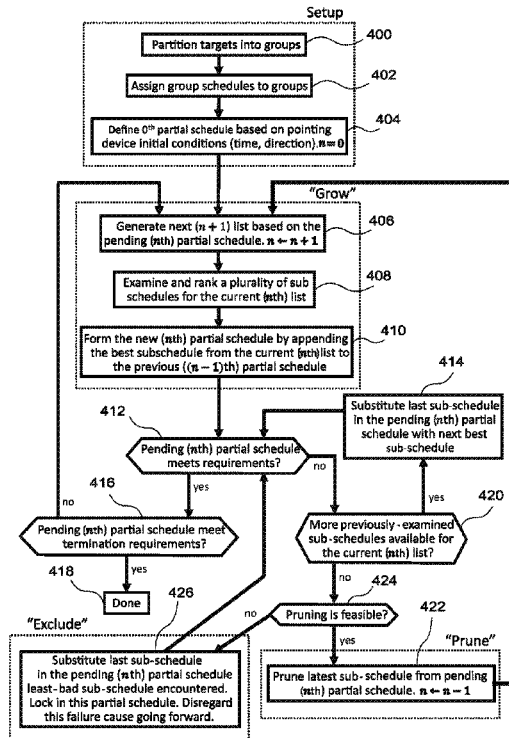 Setup
Partition targets into groups
400
Assign group schedules to groups
402
Define 0th partial schedule based on pointing
device initial conditions (time, direction). n=0
404
"Grow"
Generate next (n + 1) list based on the
pending (nth) partial schedule. n ← n + 1
406
Examine and rank a plurality of sub
schedules for the current (nth) list
408
Form the new (nth) partial schedule by appending
the best subschedule from the current (nth) list to
the previous ((n − 1)th) partial schedule
410
414
Substitute last sub-schedule
in the pending (nth) partial
schedule with next best
sub-schedule
412
Pending (nth) partial schedule
meets requirements?
no
yes
416
no
Pending (nth) partial schedule meet
termination requirements?
yes
418
Done
yes
420
More previously-examined
sub-schedules available for
the current (nth) list?
no
424
Pruning is feasible?
no
yes
426
"Exclude"
Substitute last sub-schedule
in the pending (nth) partial schedule
least-bad sub-schedule encountered.
Lock in this partial schedule. Disregard
this failure cause going forward.
422
"Prune"
Prune latest sub-schedule from pending
(nth) partial schedule. n ← n − 1